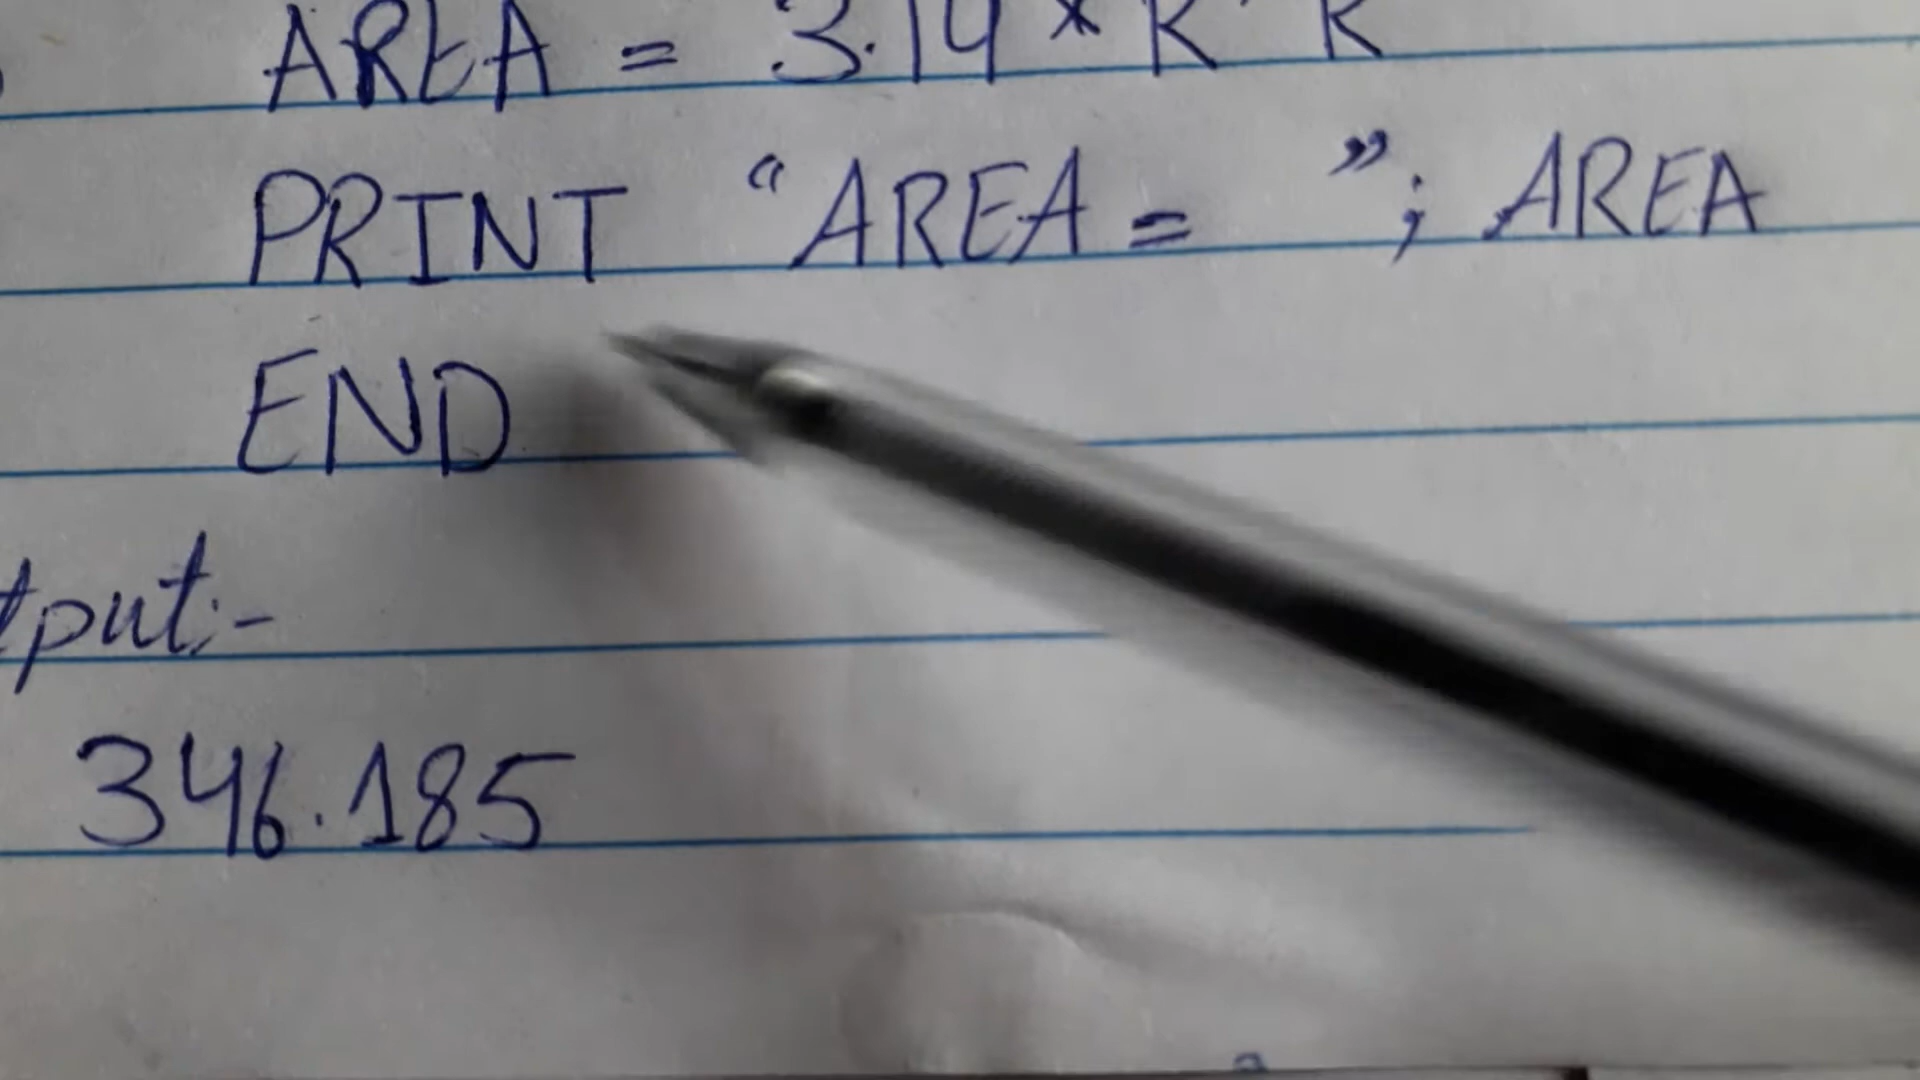 AREA = 3.14 * R * R
PRINT “AREA = ”; AREA
END
tput:-
346.185